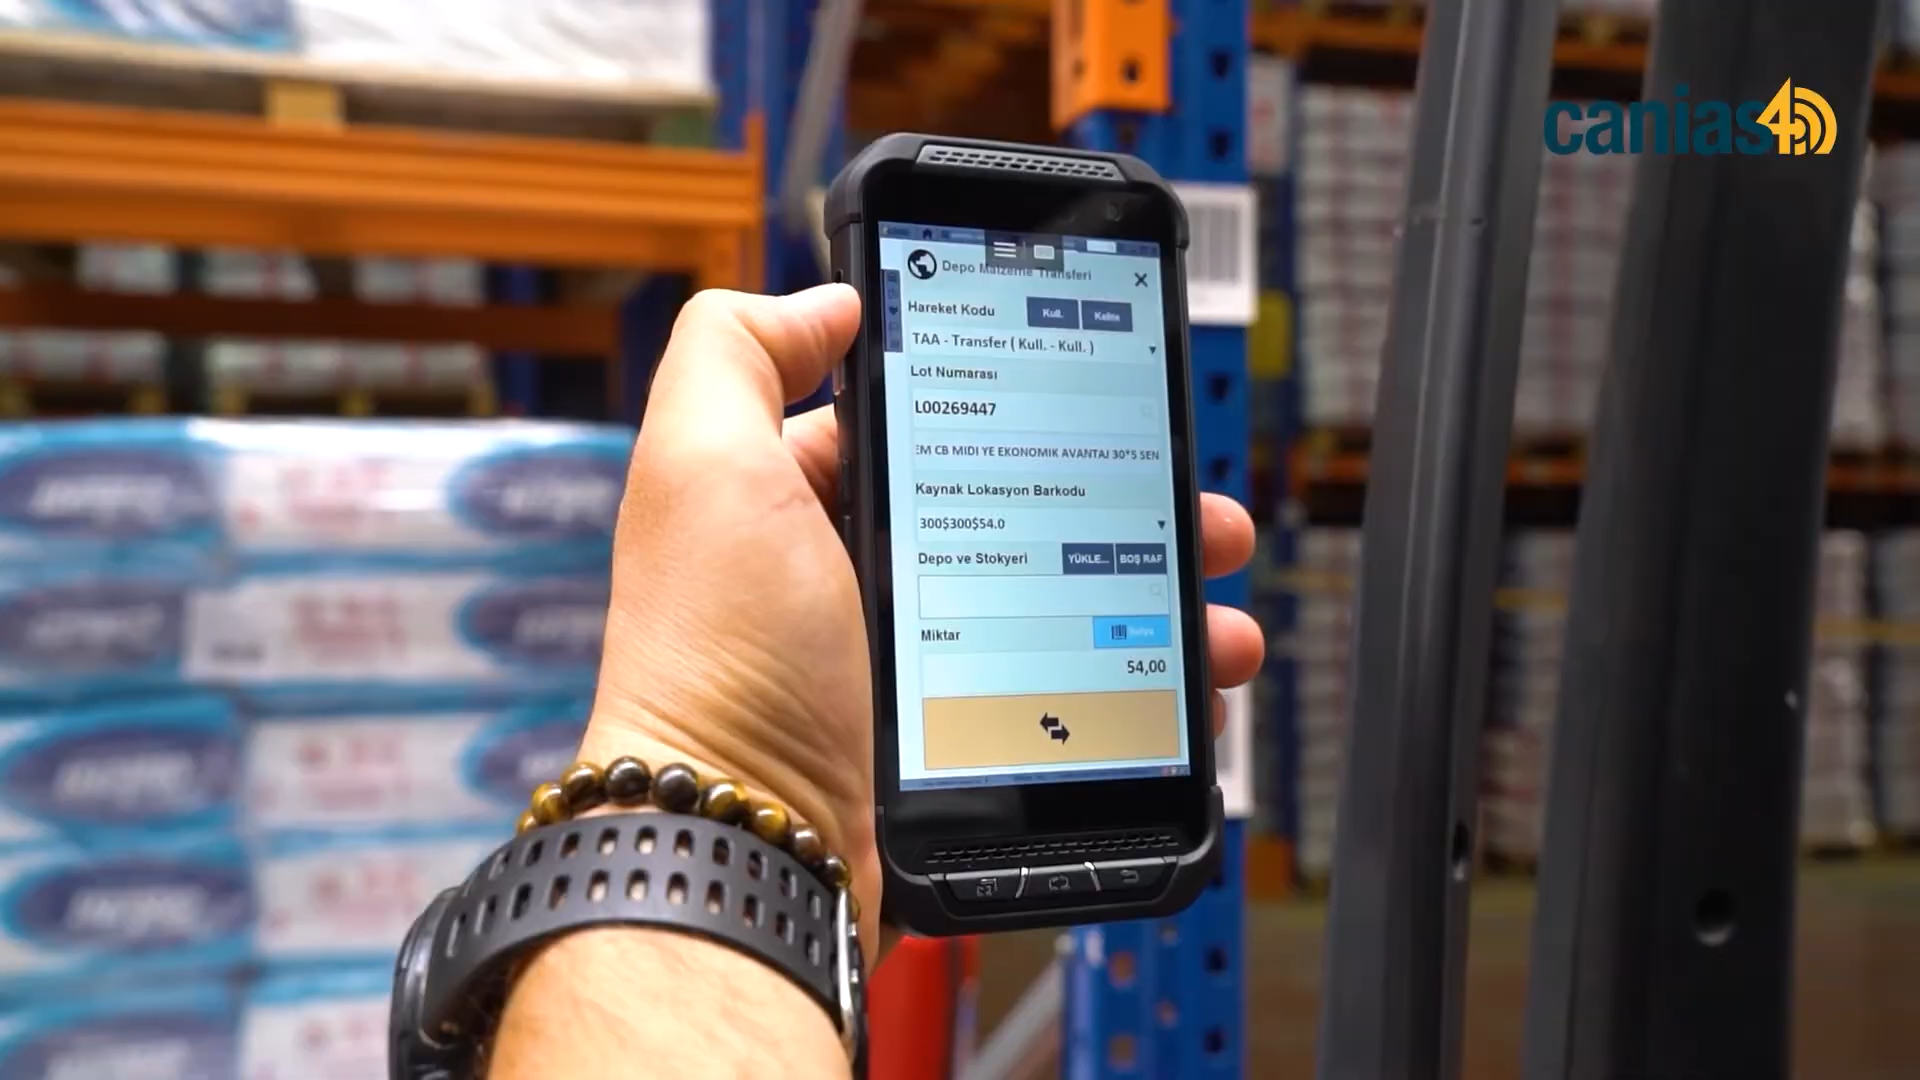 canias 45
Depo Malzeme Transferi
Hareket Kodu
Kull.
Kalite
TAA - Transfer ( Kull. - Kull. )
Lot Numarası
L00269447
EM CB MIDI YE EKONOMIK AVANTAJ 30*5 SEN
Kaynak Lokasyon Barkodu
300$300$54.0
Depo ve Stokyeri
YÜKLE...
BOŞ RAF
Miktar
54,00